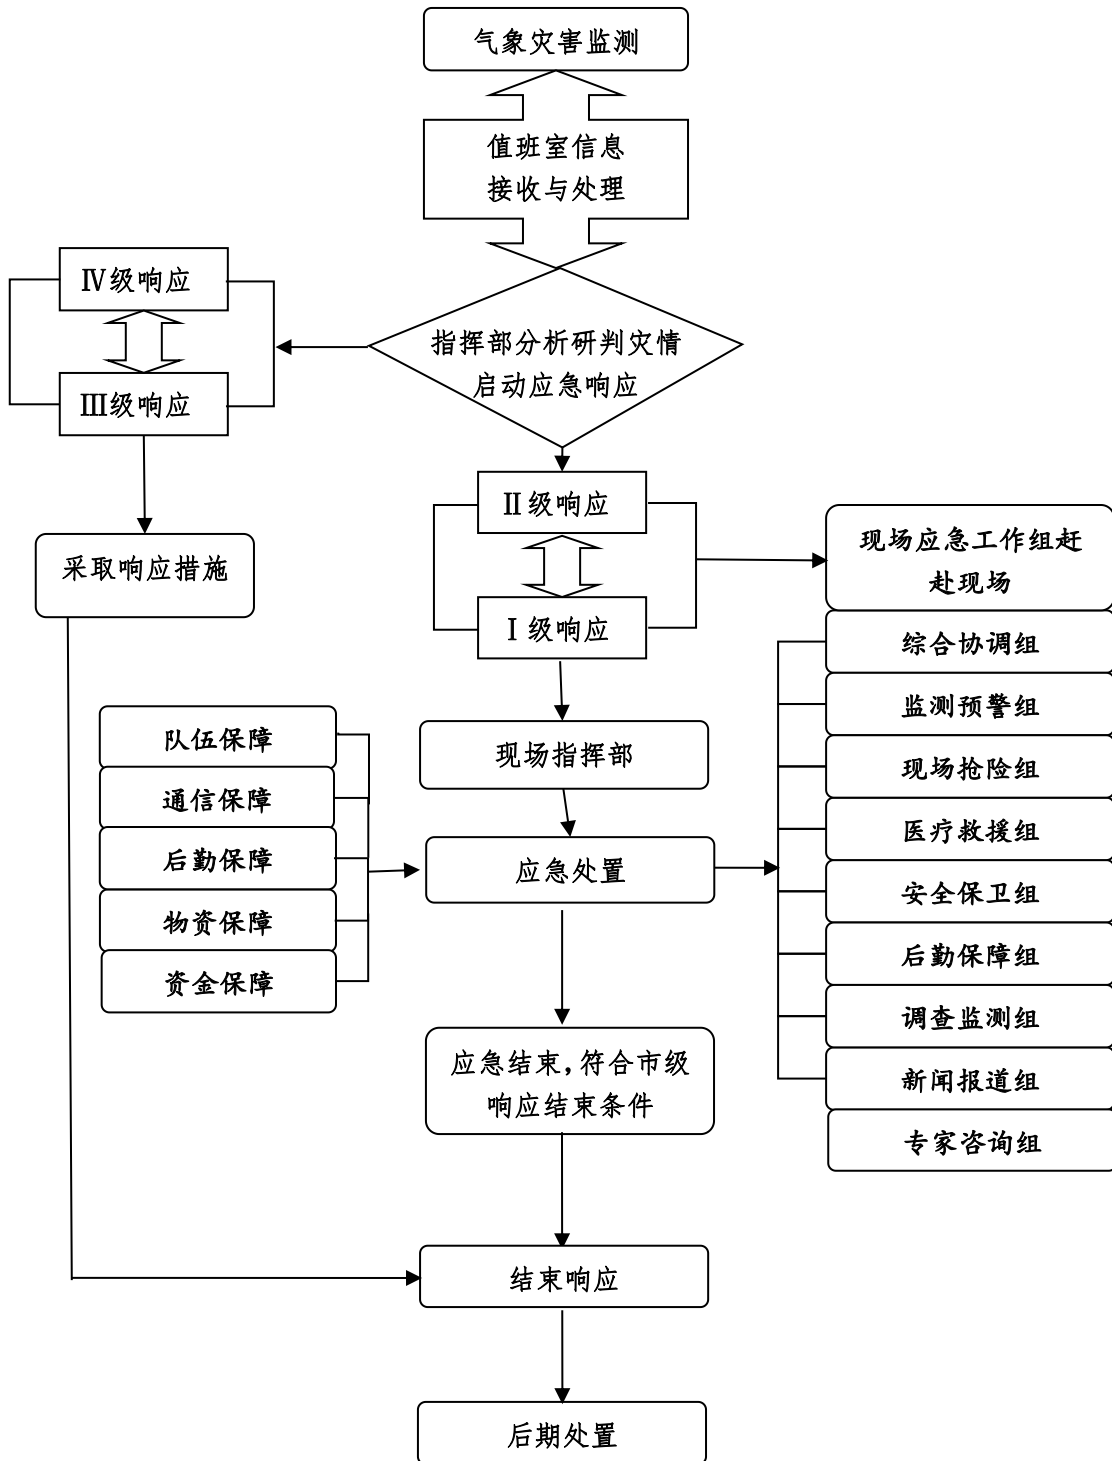 气象灾害监测
值班室信息
接收与处理
Ⅳ级响应
指挥部分析研判灾情
启动应急响应
Ⅲ级响应
Ⅱ级响应
现场应急工作组赶
赴现场
采取响应措施
Ⅰ级响应
综合协调组
监测预警组
现场抢险组
医疗救援组
安全保卫组
后勤保障组
调查监测组
新闻报道组
专家咨询组
现场指挥部
队伍保障
通信保障
后勤保障
物资保障
资金保障
应急处置
应急结束，符合市级
响应结束条件
结束响应
后期处置